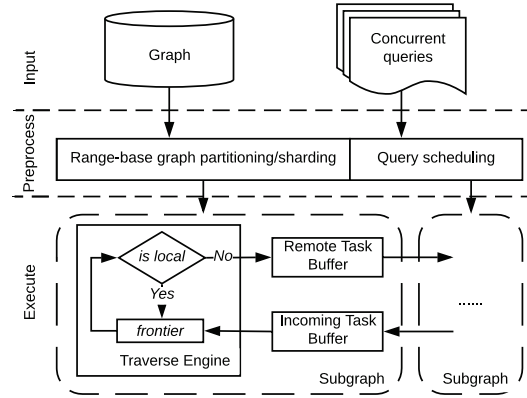 Input
Graph
Concurrent
queries
Preprocess
Range-base graph partitioning/sharding
Query scheduling
Execute
is local
No
Yes
frontier
Traverse Engine
Remote Task
Buffer
Incoming Task
Buffer
Subgraph
......
Subgraph